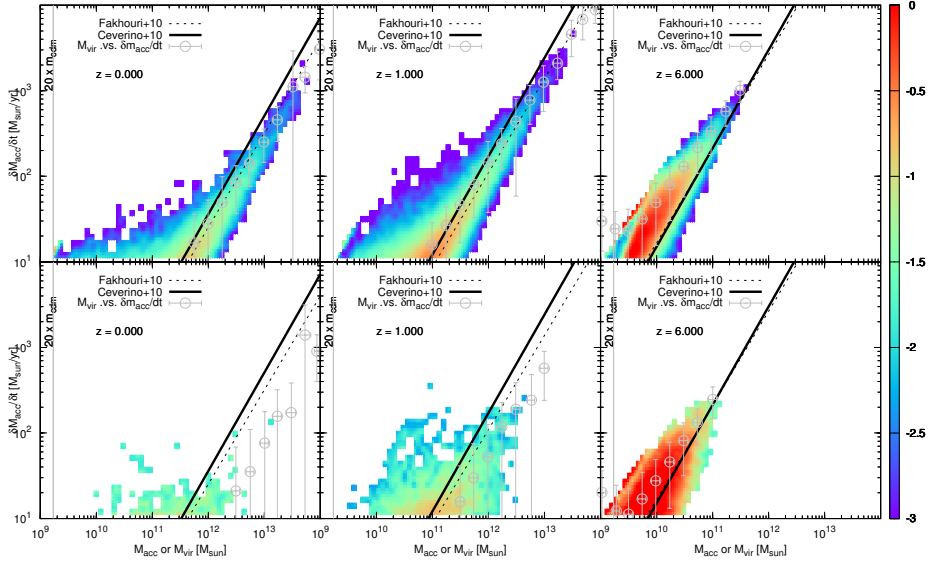 Fakhouri+10
Ceverino+10
M_vir .vs. δm_acc/dt
z = 0.000
20 x m_cdm
Fakhouri+10
Ceverino+10
M_vir .vs. δm_acc/dt
z = 1.000
20 x m_cdm
Fakhouri+10
Ceverino+10
M_vir .vs. δm_acc/dt
z = 6.000
20 x m_cdm
δM_acc/δt [M_sun/yr]
10^3
10^2
10^1
Fakhouri+10
Ceverino+10
M_vir .vs. δm_acc/dt
z = 0.000
20 x m_cdm
Fakhouri+10
Ceverino+10
M_vir .vs. δm_acc/dt
z = 1.000
20 x m_cdm
Fakhouri+10
Ceverino+10
M_vir .vs. δm_acc/dt
z = 6.000
20 x m_cdm
δM_acc/δt [M_sun/yr]
10^3
10^2
10^1
10^9 10^10 10^11 10^12 10^13 10^9 10^10 10^11 10^12 10^13 10^9 10^10 10^11 10^12 10^13
M_acc or M_vir [M_sun] M_acc or M_vir [M_sun] M_acc or M_vir [M_sun]
0
-0.5
-1
-1.5
-2
-2.5
-3